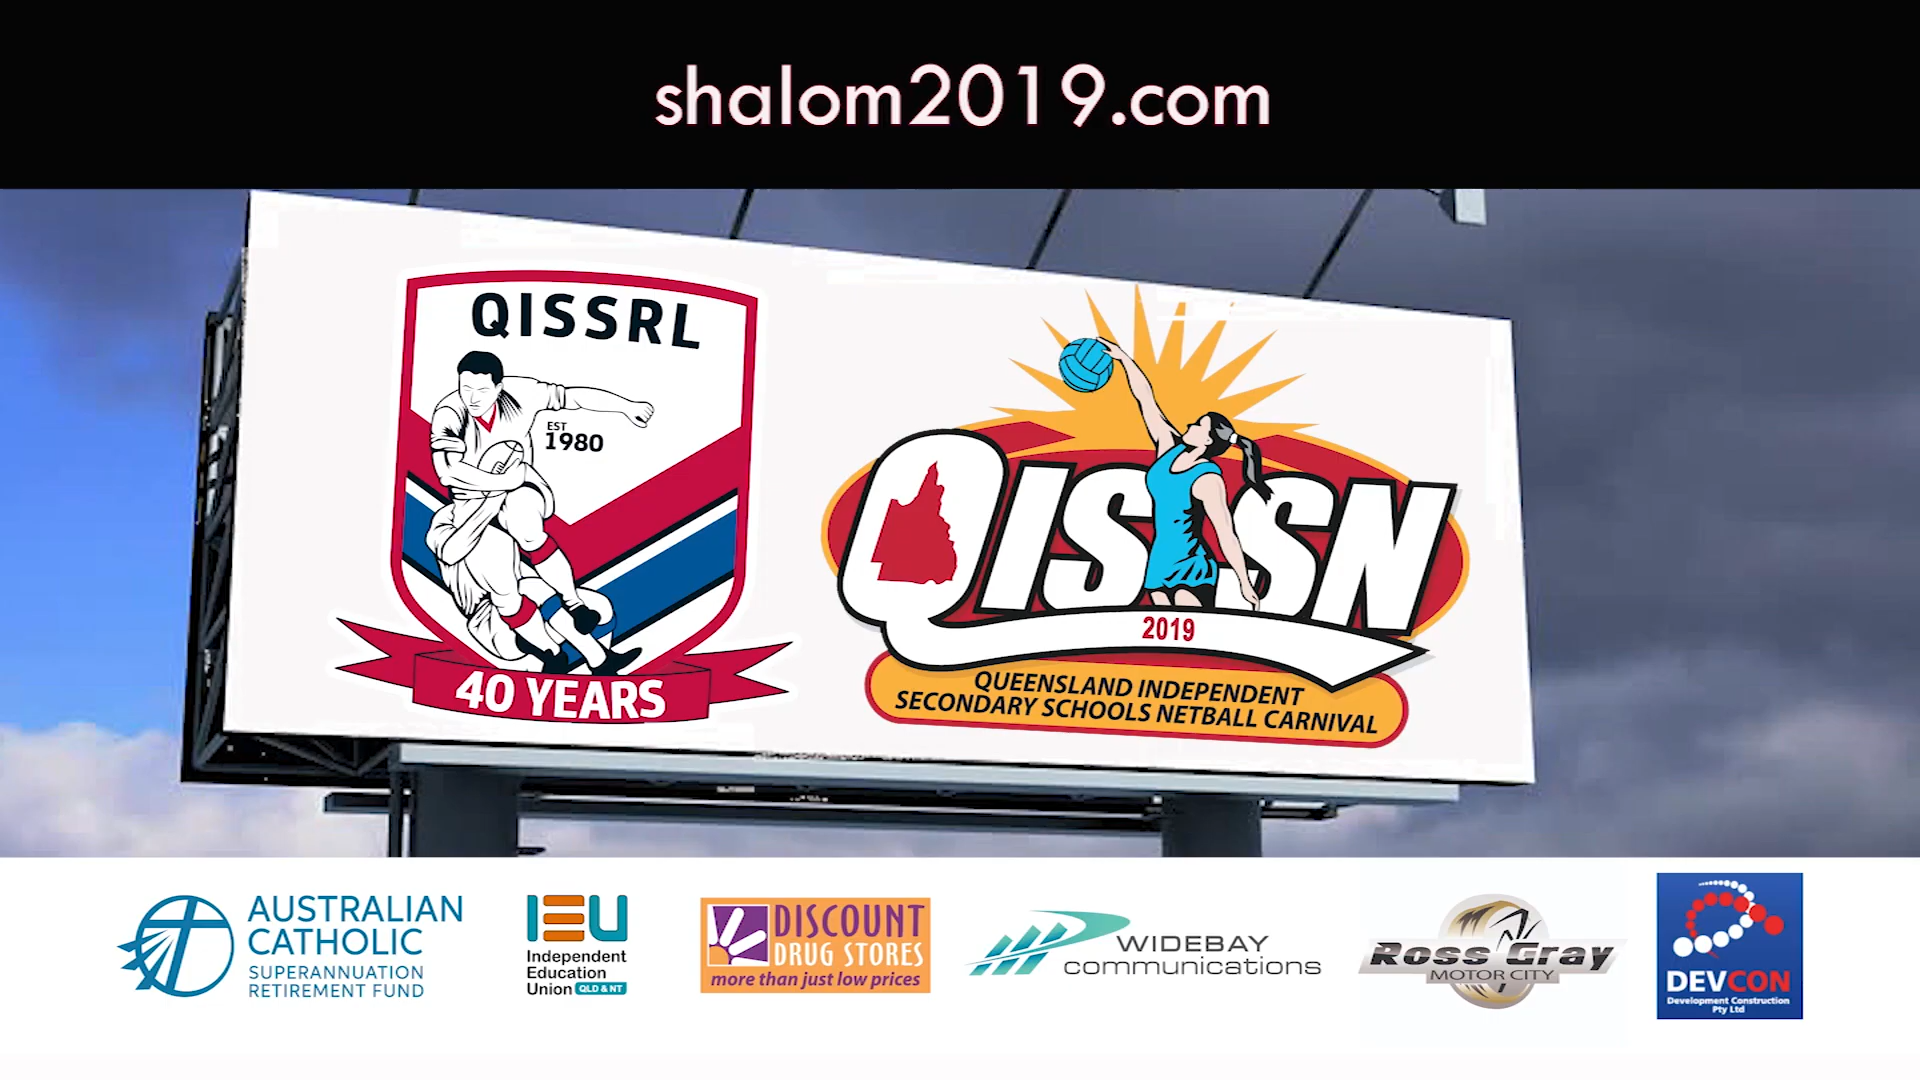 shalom2019.com
QISSRL
EST
1980
40 YEARS
QISSN
2019
QUEENSLAND INDEPENDENT
SECONDARY SCHOOLS NETBALL CARNIVAL
AUSTRALIAN
CATHOLIC
SUPERANNUATION
RETIREMENT FUND
IEU
Independent
Education
Union QLD & NT
DISCOUNT
DRUG STORES
more than just low prices
WIDEBAY
communications
Ross Gray
MOTOR CITY
DEVCON
Development Construction
Pty Ltd